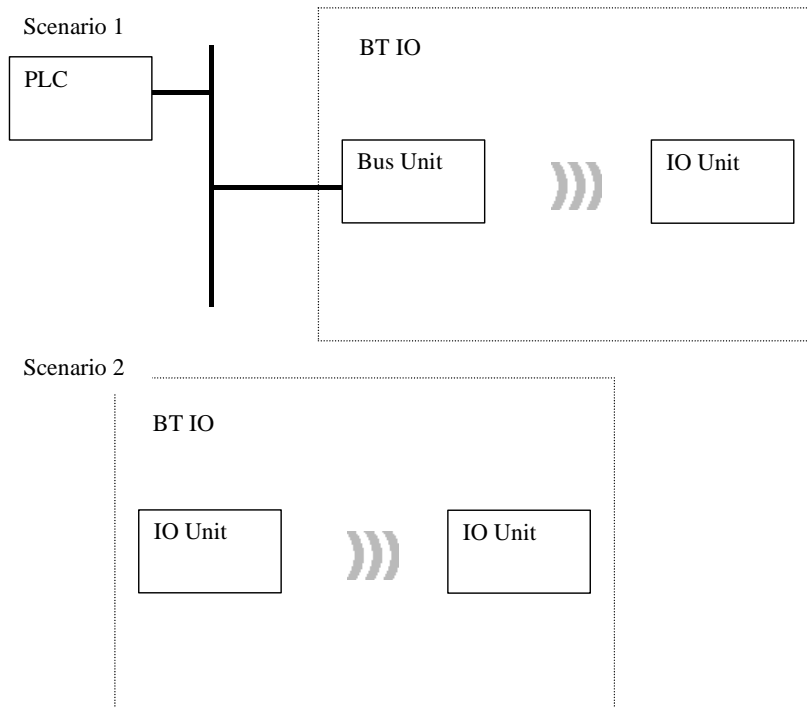 Scenario 1
BT IO
PLC
Bus Unit
IO Unit
Scenario 2
BT IO
IO Unit
IO Unit